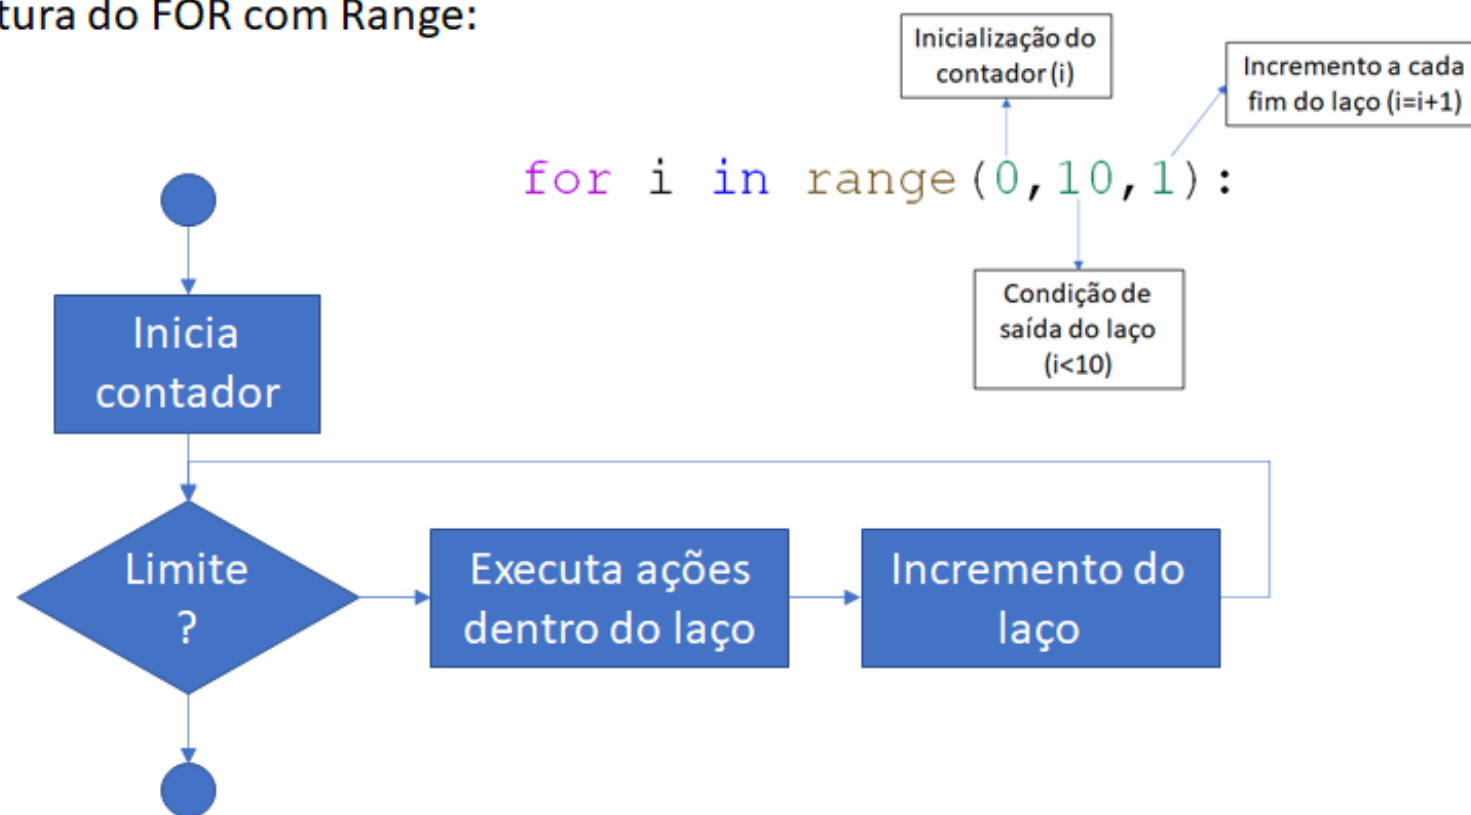 tura do FOR com Range:
Inicialização do
contador (i)
Incremento a cada
fim do laço (i=i+1)
for i in range(0,10,1):
Condição de
saída do laço
(i<10)
Inicia
contador
Limite
?
Executa ações
dentro do laço
Incremento do
laço